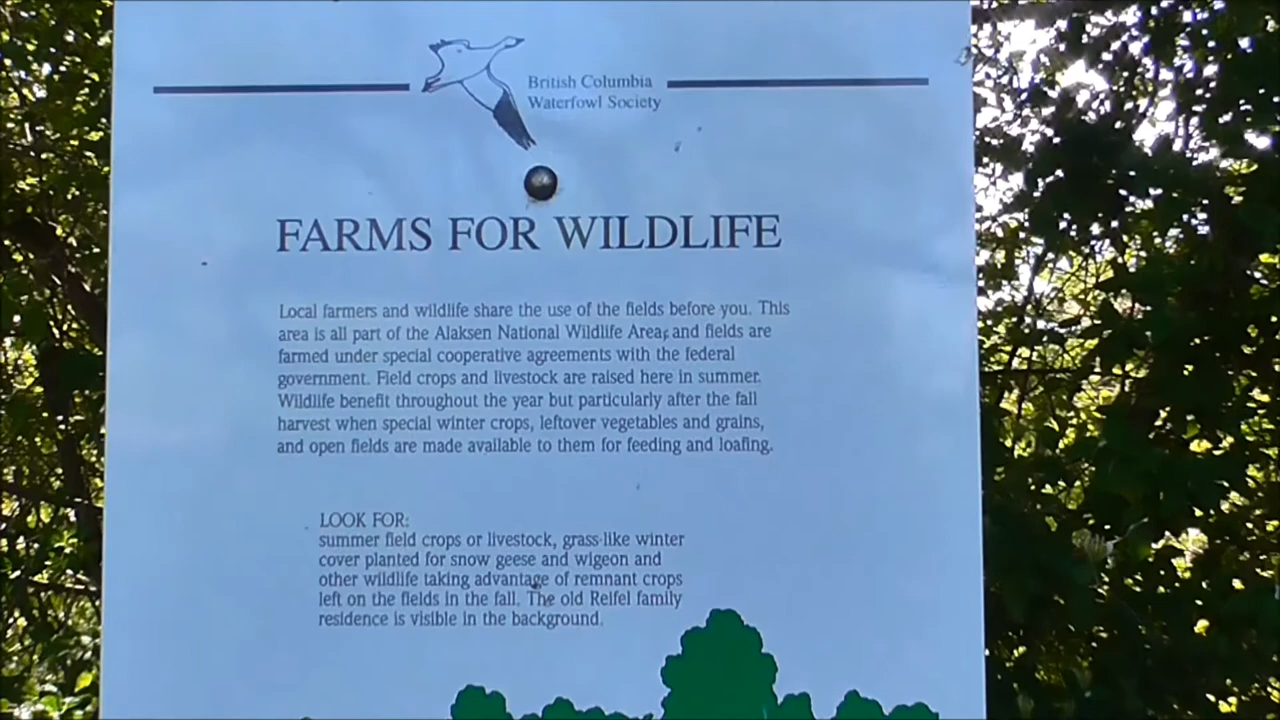 British Columbia
Waterfowl Society
FARMS FOR WILDLIFE
Local farmers and wildlife share the use of the fields before you. This
area is all part of the Alaksen National Wildlife Area, and fields are
farmed under special cooperative agreements with the federal
government. Field crops and livestock are raised here in summer.
Wildlife benefit throughout the year but particularly after the fall
harvest when special winter crops, leftover vegetables and grains,
and open fields are made available to them for feeding and loafing.
LOOK FOR:
summer field crops or livestock, grass-like winter
cover planted for snow geese and wigeon and
other wildlife taking advantage of remnant crops
left on the fields in the fall. The old Reifel family
residence is visible in the background.